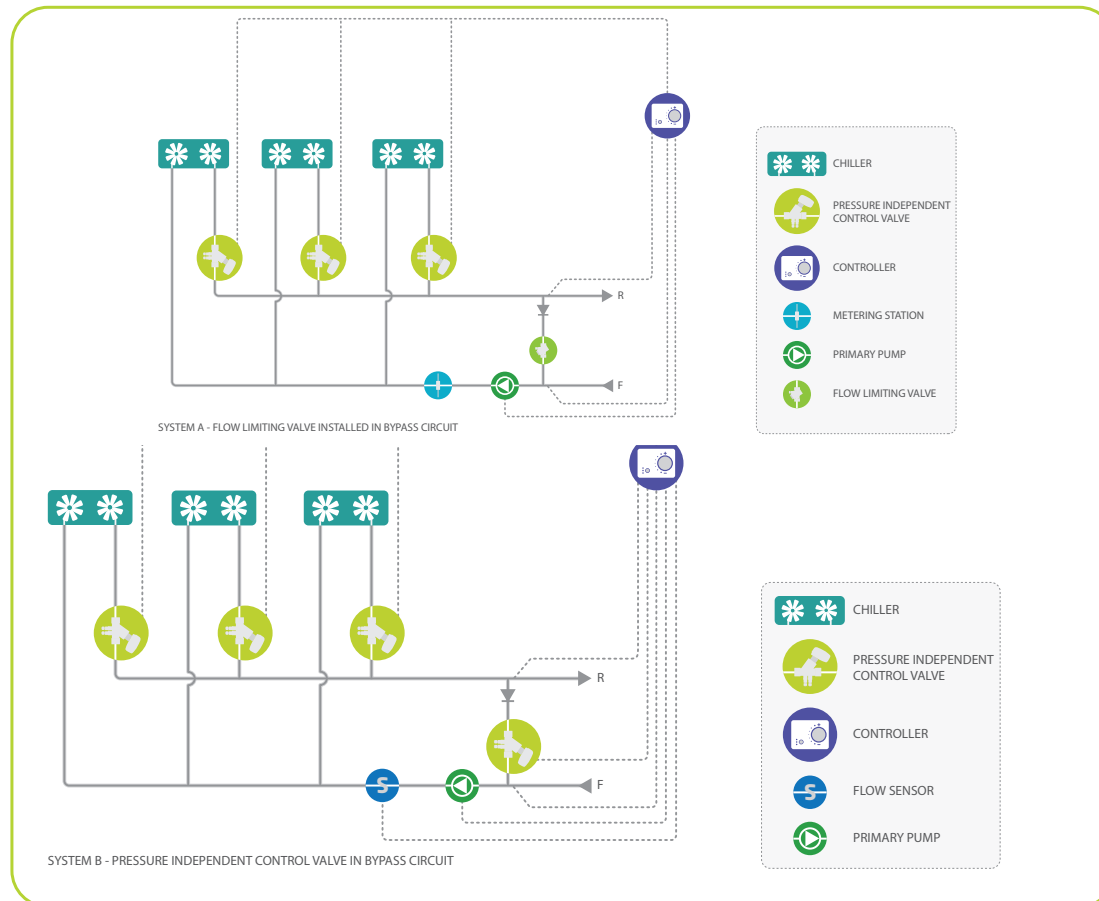 CHILLER
PRESSURE INDEPENDENT
CONTROL VALVE
CONTROLLER
R
METERING STATION
PRIMARY PUMP
F
FLOW LIMITING VALVE
SYSTEM A - FLOW LIMITING VALVE INSTALLED IN BYPASS CIRCUIT
CHILLER
PRESSURE INDEPENDENT
CONTROL VALVE
R
CONTROLLER
F
S
FLOW SENSOR
S
PRIMARY PUMP
SYSTEM B - PRESSURE INDEPENDENT CONTROL VALVE IN BYPASS CIRCUIT